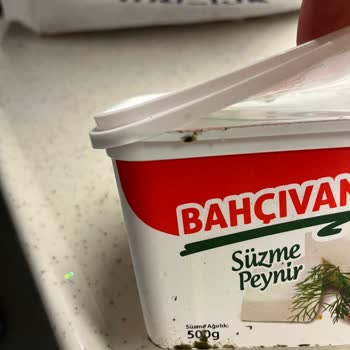 BAHÇIVAN
Süzme
Peynir
Süzme Ağırlık:
500g